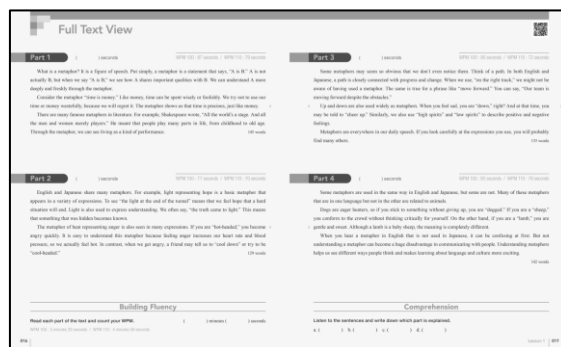 Full Text View
Part 1
( ) seconds
What is a metaphor? It is a figure of speech. Put simply, a metaphor is a statement that says, "A is B." A is not
actually B, but when we say "A is B," we see how A shares important qualities with B. We can understand A more
deeply and freely through the metaphor.
Consider the metaphor "time is money." Like money, time can be spent wisely or foolishly. We try not to use our
time or money wastefully, because we will regret it. The metaphor shows us that time is precious, just like money.
There are many famous metaphors in literature. For example, Shakespeare wrote, "All the world's a stage. And all
the men and women merely players." He meant that people play many parts in life, from childhood to old age.
Through the metaphor, we can see living as a kind of performance.
Part 2
( ) seconds
English and Japanese share many metaphors. For example, light representing hope is a basic metaphor that
appears in a variety of expressions. To see "the light at the end of the tunnel" means that we feel hope that a hard
situation will end. Light is also used to express understanding. We often say, "the truth came to light." This means
that something that was hidden becomes known.
The metaphor of heat representing anger is also seen in many expressions. If you are "hot-headed," you become
angry quickly. It is easy to understand this metaphor because feeling anger increases our heart rate and blood
pressure, so we actually feel hot. In contrast, when we get angry, a friend may tell us to "cool down" or try to be
"cool-headed."
129 words
Building Fluency
Read each part of the text and count your WPM.
( ) minutes ( ) seconds
Part 3
( ) seconds
Some metaphors may seem so obvious that we don't even notice them. Think of a path. In both English and
Japanese, a path is closely connected with progress and change. When we use, "on the right track," we might not be
aware of having used a metaphor. The same is true for a phrase like "move forward." You can say, "Our team is
moving forward despite the obstacles."
Up and down are also used widely as metaphors. When you feel sad, you are "down," right? And at that time, you
may be told to "cheer up." Similarly, we also use "high spirits" and "low spirits" to describe positive and negative
feelings.
Metaphors are everywhere in our daily speech. If you look carefully at the expressions you use, you will probably
find many others.
Part 4
( ) seconds
Some metaphors are used in the same way in English and Japanese, but some are not. Many of those metaphors
that are in one language but not in the other are related to animals.
Dogs are eager hunters, so if you stick to something without giving up, you are "dogged." If you are a "sheep,"
you conform to the crowd without thinking critically for yourself. On the other hand, if you are a "lamb," you are
gentle and sweet. Although a lamb is a baby sheep, the meaning is completely different.
When you hear a metaphor in English that is not used in Japanese, it can be confusing at first. But not
understanding a metaphor can become a huge disadvantage in communicating with people. Understanding metaphors
helps us see different ways people think and makes learning about language and culture more exciting.
Comprehension
Listen to the sentences and write down which part is explained.
a. ( ) b. ( ) c. ( ) d. ( )
Lesson 1